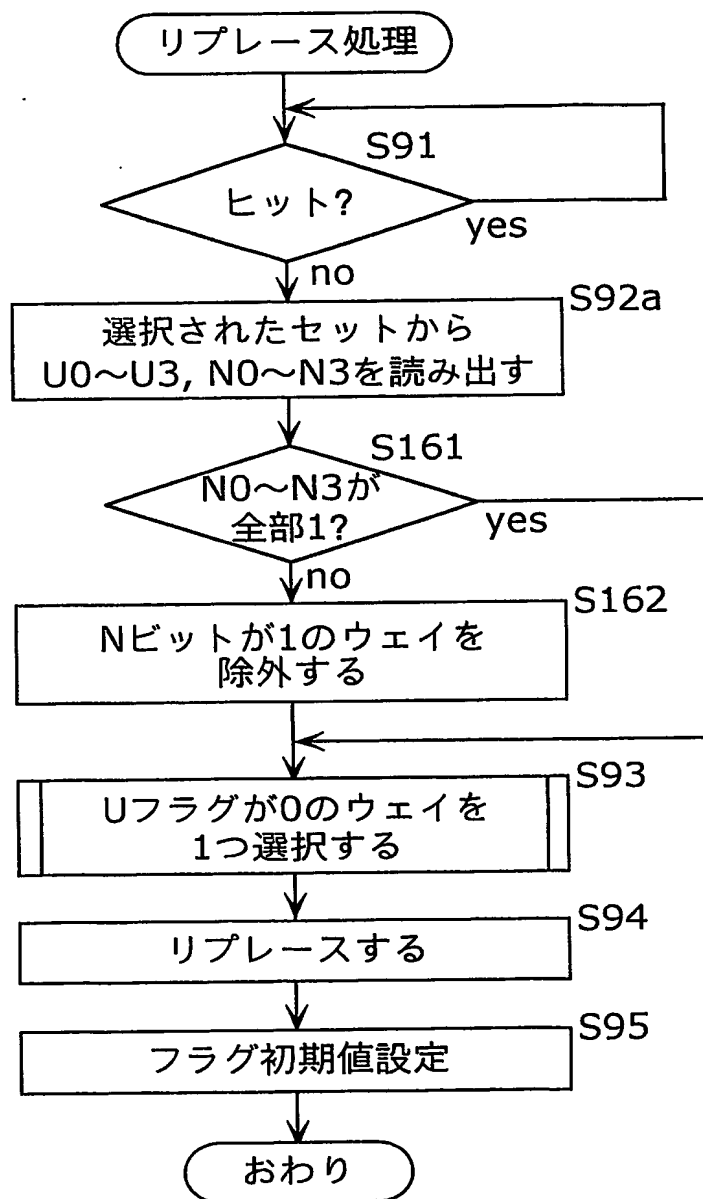 リプレース処理
S91
ヒット?
yes
no
S92a
選択されたセットから
U0〜U3, N0〜N3を読み出す
S161
N0〜N3が
全部1?
yes
no
S162
Nビットが1のウェイを
除外する
S93
Uフラグが0のウェイを
1つ選択する
S94
リプレースする
S95
フラグ初期値設定
おわり